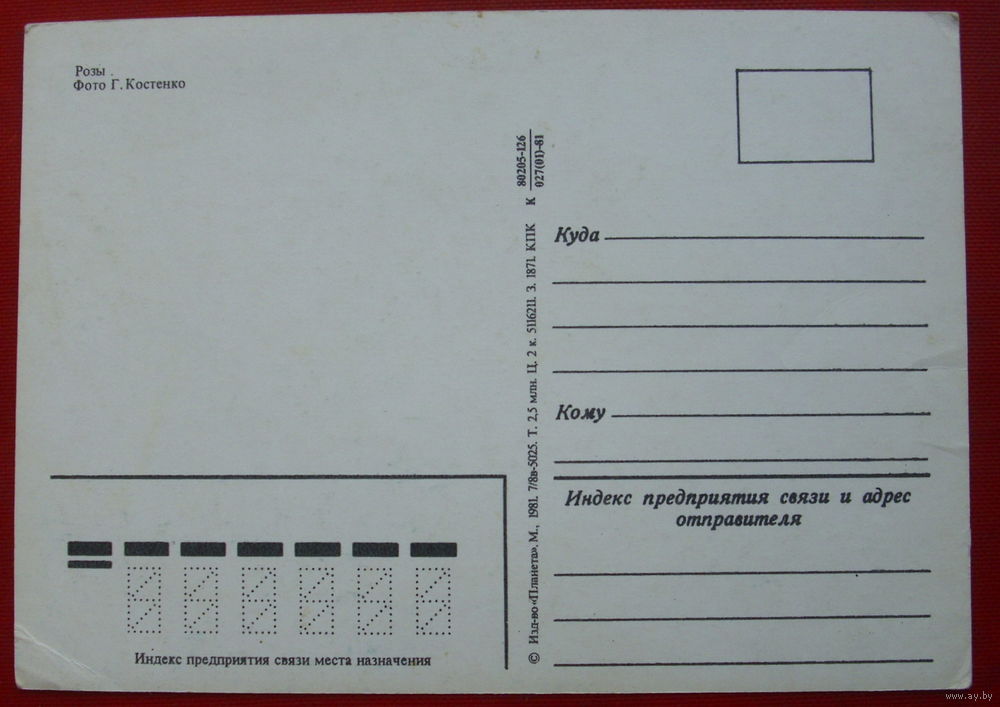 Розы.
Фото Г. Костенко
© Изд-во «Планета». М., 1981. 7/8в-5025. Т. 2,5 млн. Ц. 2 к. 5116211. З. 1871. КПК К 80205-126
027(01)-81
Куда
Кому
Индекс предприятия связи и адрес
отправителя
Индекс предприятия связи места назначения
www.ay.by